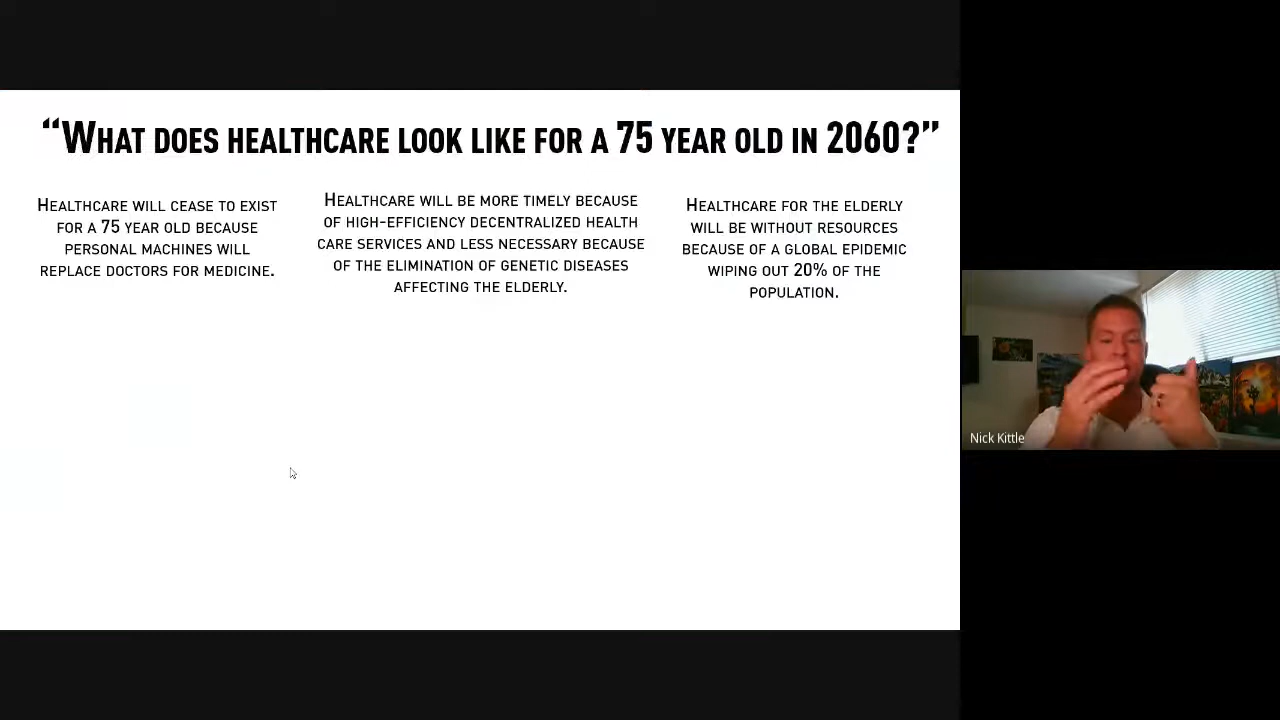 “What does healthcare look like for a 75 year old in 2060?”
Healthcare will cease to exist
for a 75 year old because
personal machines will
replace doctors for medicine.
Healthcare will be more timely because
of high-efficiency decentralized health
care services and less necessary because
of the elimination of genetic diseases
affecting the elderly.
Healthcare for the elderly
will be without resources
because of a global epidemic
wiping out 20% of the
population.
Nick Kittle